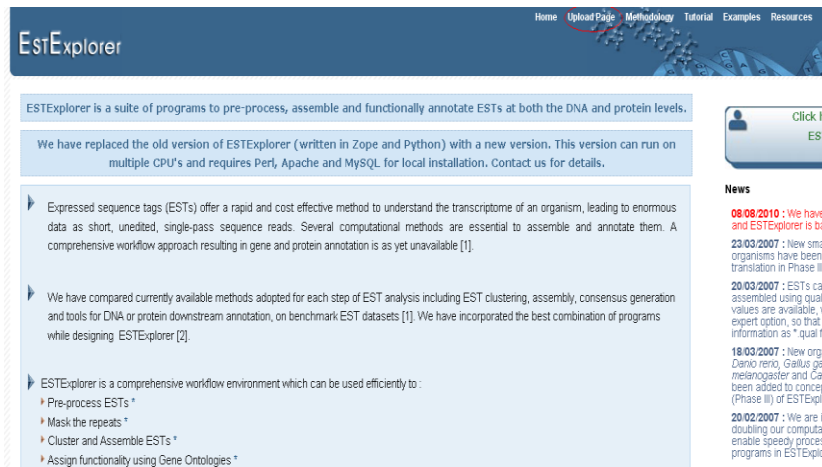 Home Upload Page Methodology Tutorial Examples Resources
ESTExplorer
ESTExplorer is a suite of programs to pre-process, assemble and functionally annotate ESTs at both the DNA and protein levels.
We have replaced the old version of ESTExplorer (written in Zope and Python) with a new version. This version can run on
multiple CPU's and requires Perl, Apache and MySQL for local installation. Contact us for details.
Expressed sequence tags (ESTs) offer a rapid and cost effective method to understand the transcriptome of an organism, leading to enormous
data as short, unedited, single-pass sequence reads. Several computational methods are essential to assemble and annotate them. A
comprehensive workflow approach resulting in gene and protein annotation is as yet unavailable [1].
We have compared currently available methods adopted for each step of EST analysis including EST clustering, assembly, consensus generation
and tools for DNA or protein downstream annotation, on benchmark EST datasets [1]. We have incorporated the best combination of programs
while designing ESTExplorer [2].
ESTExplorer is a comprehensive workflow environment which can be used efficiently to :
Pre-process ESTs *
Mask the repeats *
Cluster and Assemble ESTs *
Assign functionality using Gene Ontologies *
Click
ES
News
08/08/2010 : We have
and ESTExplorer is
23/03/2007 : New
organisms have been
translation in Phase III
20/03/2007 : ESTs
assembled using
values are available,
expert option, so that
information as *.qual
18/03/2007 : New
Danio rerio, Gallus
melanogaster and
been added to
(Phase III) of
20/02/2007 : We are
doubling our
enable speedy
programs in